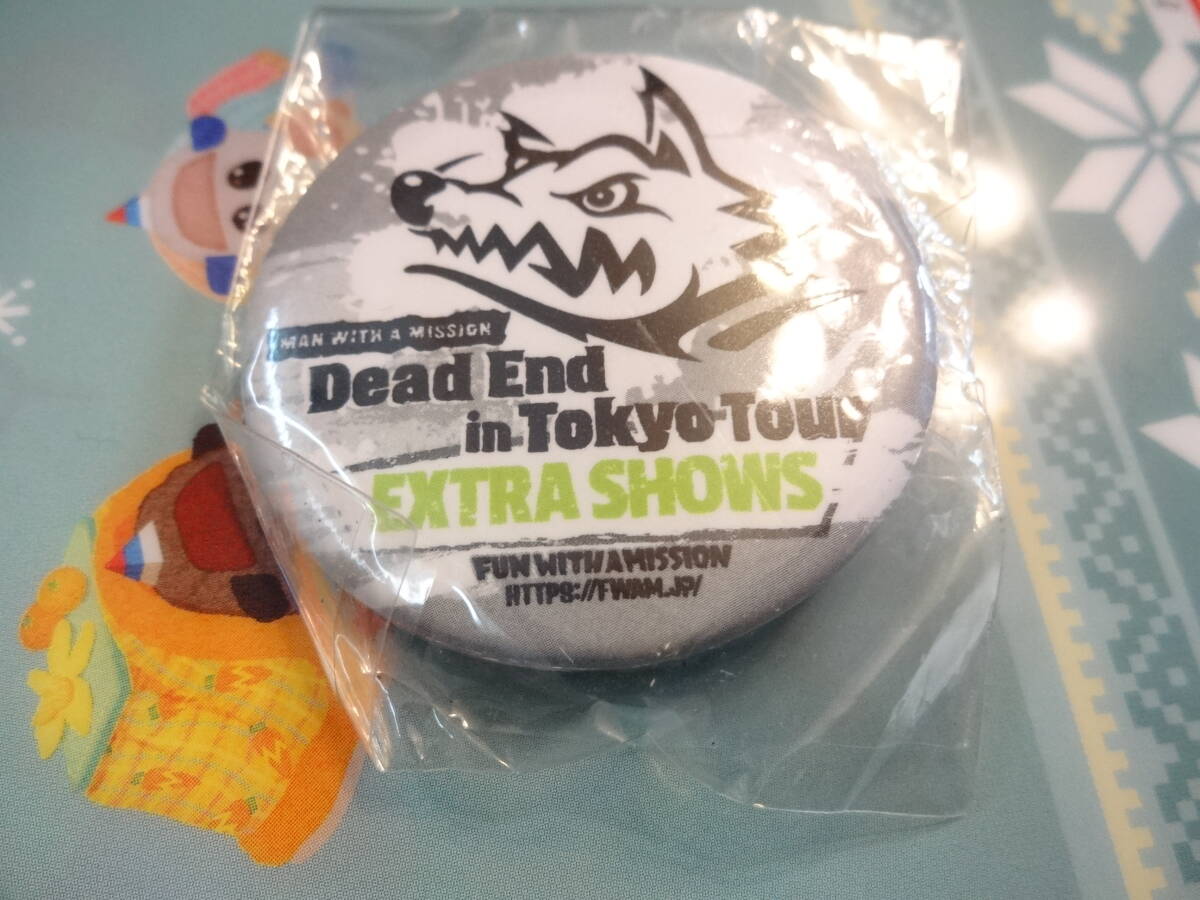 MAN WITH A MISSION
Dead End
in Tokyo Tour
EXTRA SHOWS
FUN WITH A MISSION
HTTPS://FWAM.JP/